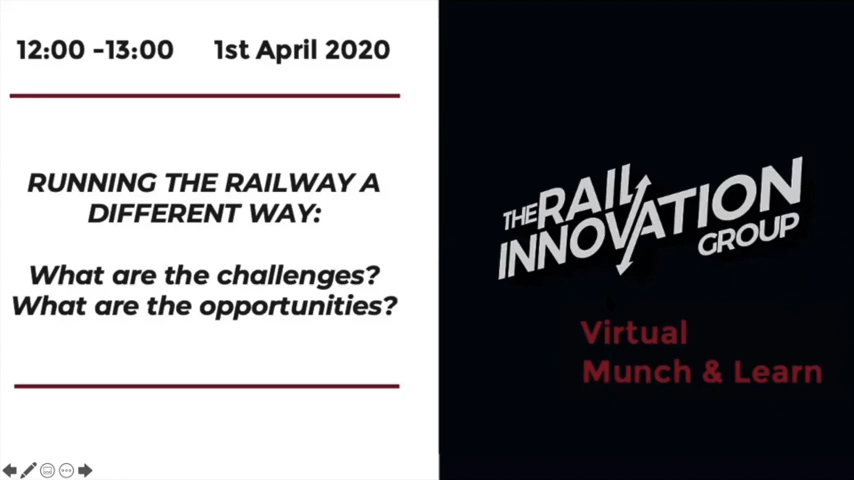 12:00 -13:00 1st April 2020
RUNNING THE RAILWAY A
DIFFERENT WAY:
What are the challenges?
What are the opportunities?
THE RAIL
INNOVATION
GROUP
Virtual
Munch & Learn